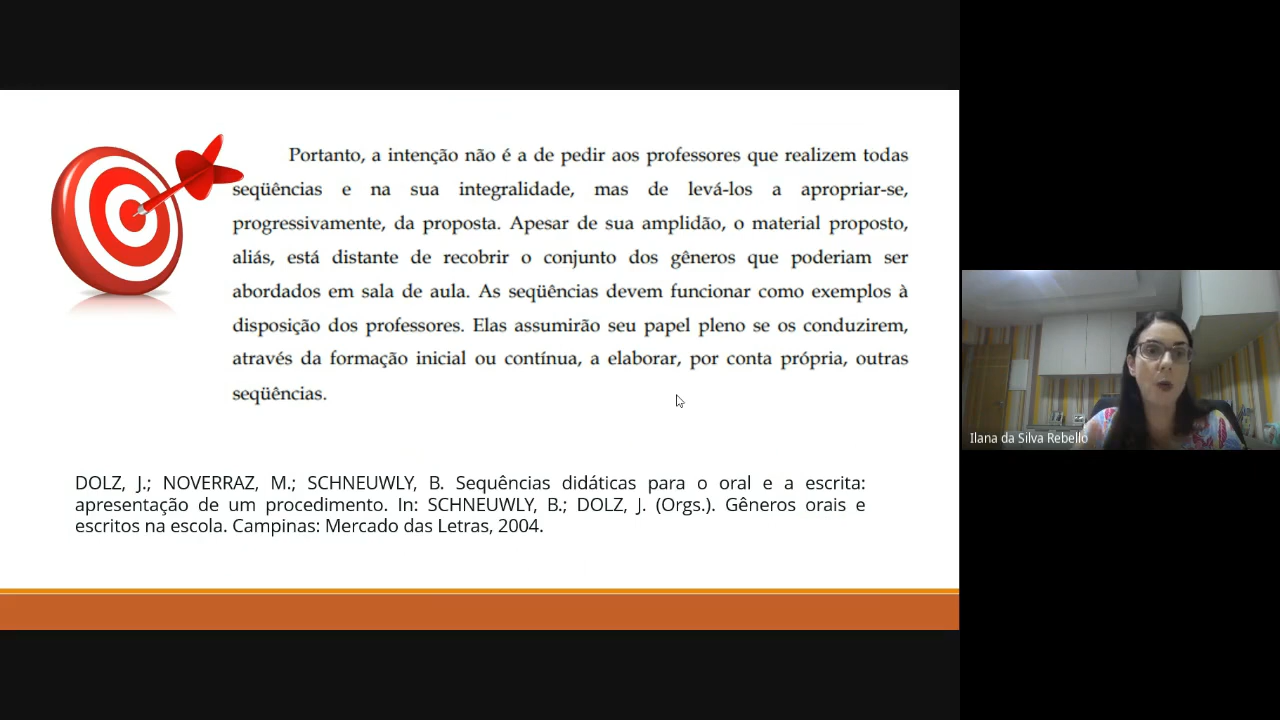 Portanto, a intenção não é a de pedir aos professores que realizem todas
seqüências e na sua integralidade, mas de levá-los a apropriar-se,
progressivamente, da proposta. Apesar de sua amplidão, o material proposto,
aliás, está distante de recobrir o conjunto dos gêneros que poderiam ser
abordados em sala de aula. As seqüências devem funcionar como exemplos à
disposição dos professores. Elas assumirão seu papel pleno se os conduzirem,
através da formação inicial ou contínua, a elaborar, por conta própria, outras
seqüências.
DOLZ, J.; NOVERRAZ, M.; SCHNEUWLY, B. Sequências didáticas para o oral e a escrita:
apresentação de um procedimento. In: SCHNEUWLY, B.; DOLZ, J. (Orgs.). Gêneros orais e
escritos na escola. Campinas: Mercado das Letras, 2004.
Ilana da Silva Rebello